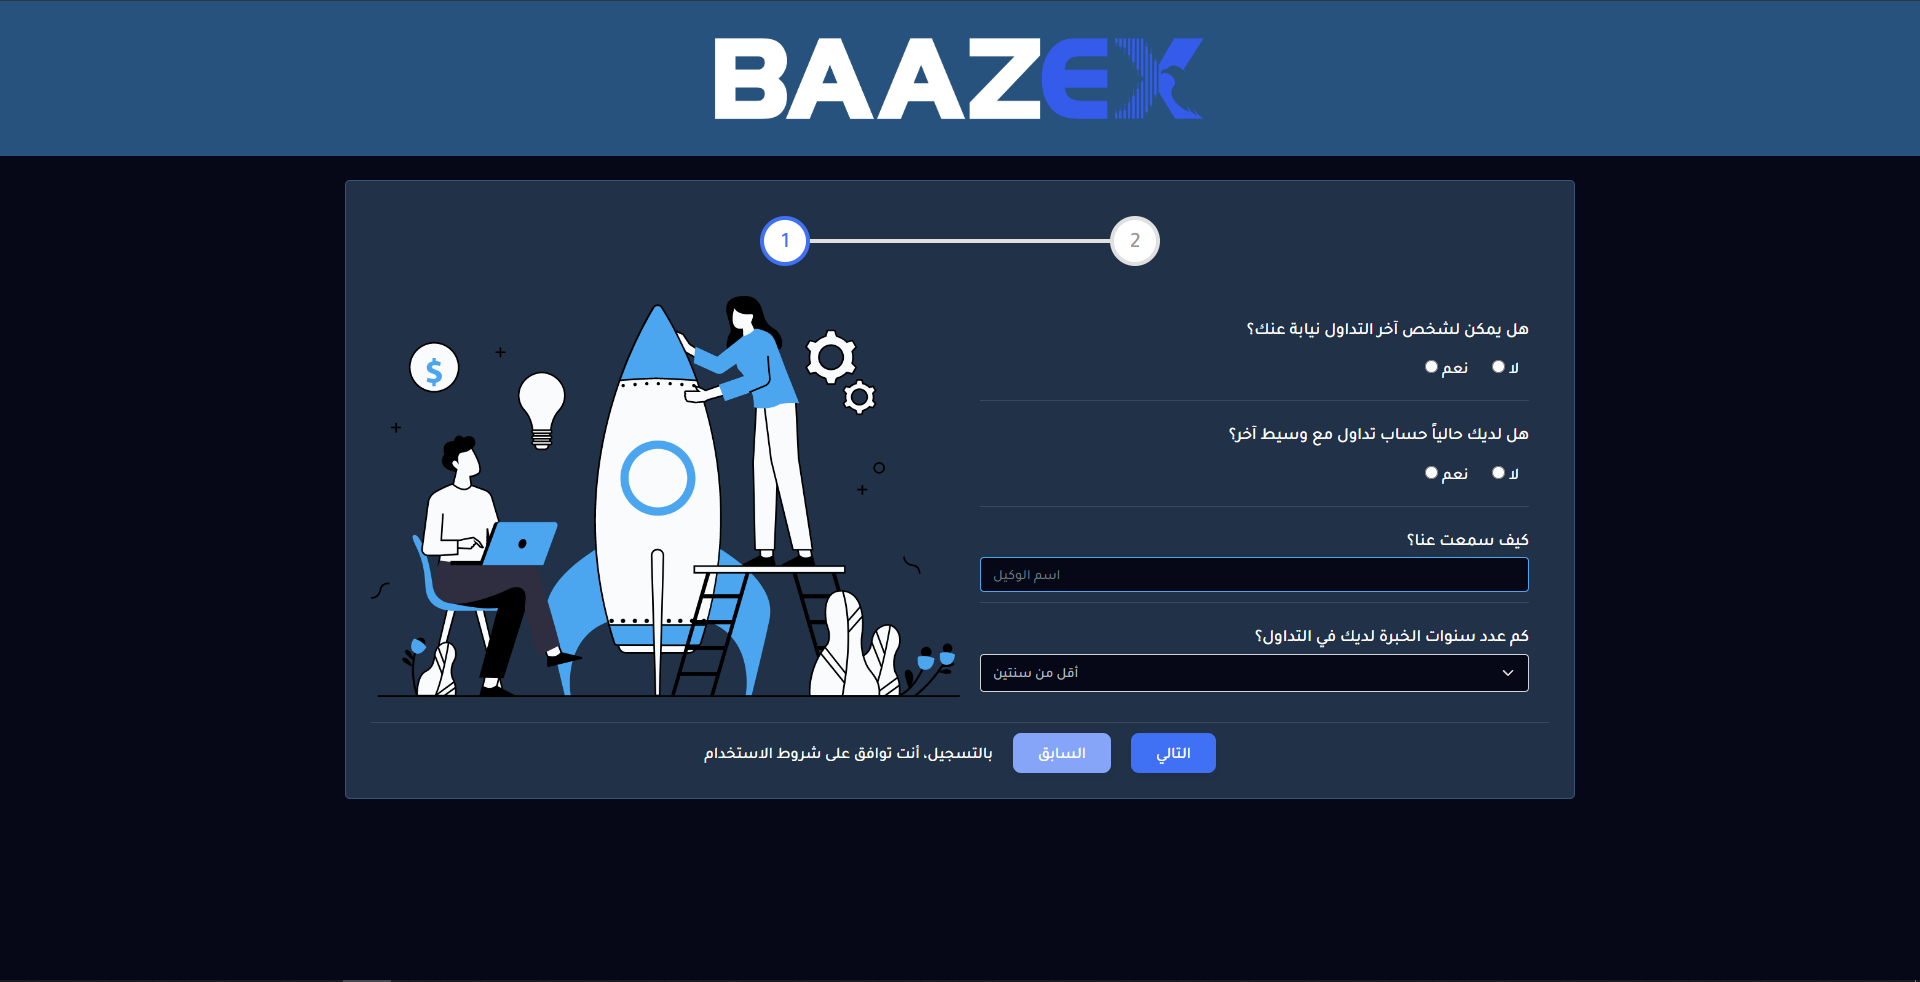 BAAZEX
1
2
هل يمكن لشخص آخر التداول نيابة عنك؟
لا نعم
هل لديك حالياً حساب تداول مع وسيط آخر؟
لا نعم
كيف سمعت عنا؟
اسم الوكيل
كم عدد سنوات الخبرة لديك في التداول؟
أقل من سنتين
التالي السابق بالتسجيل، أنت توافق على شروط الاستخدام
$